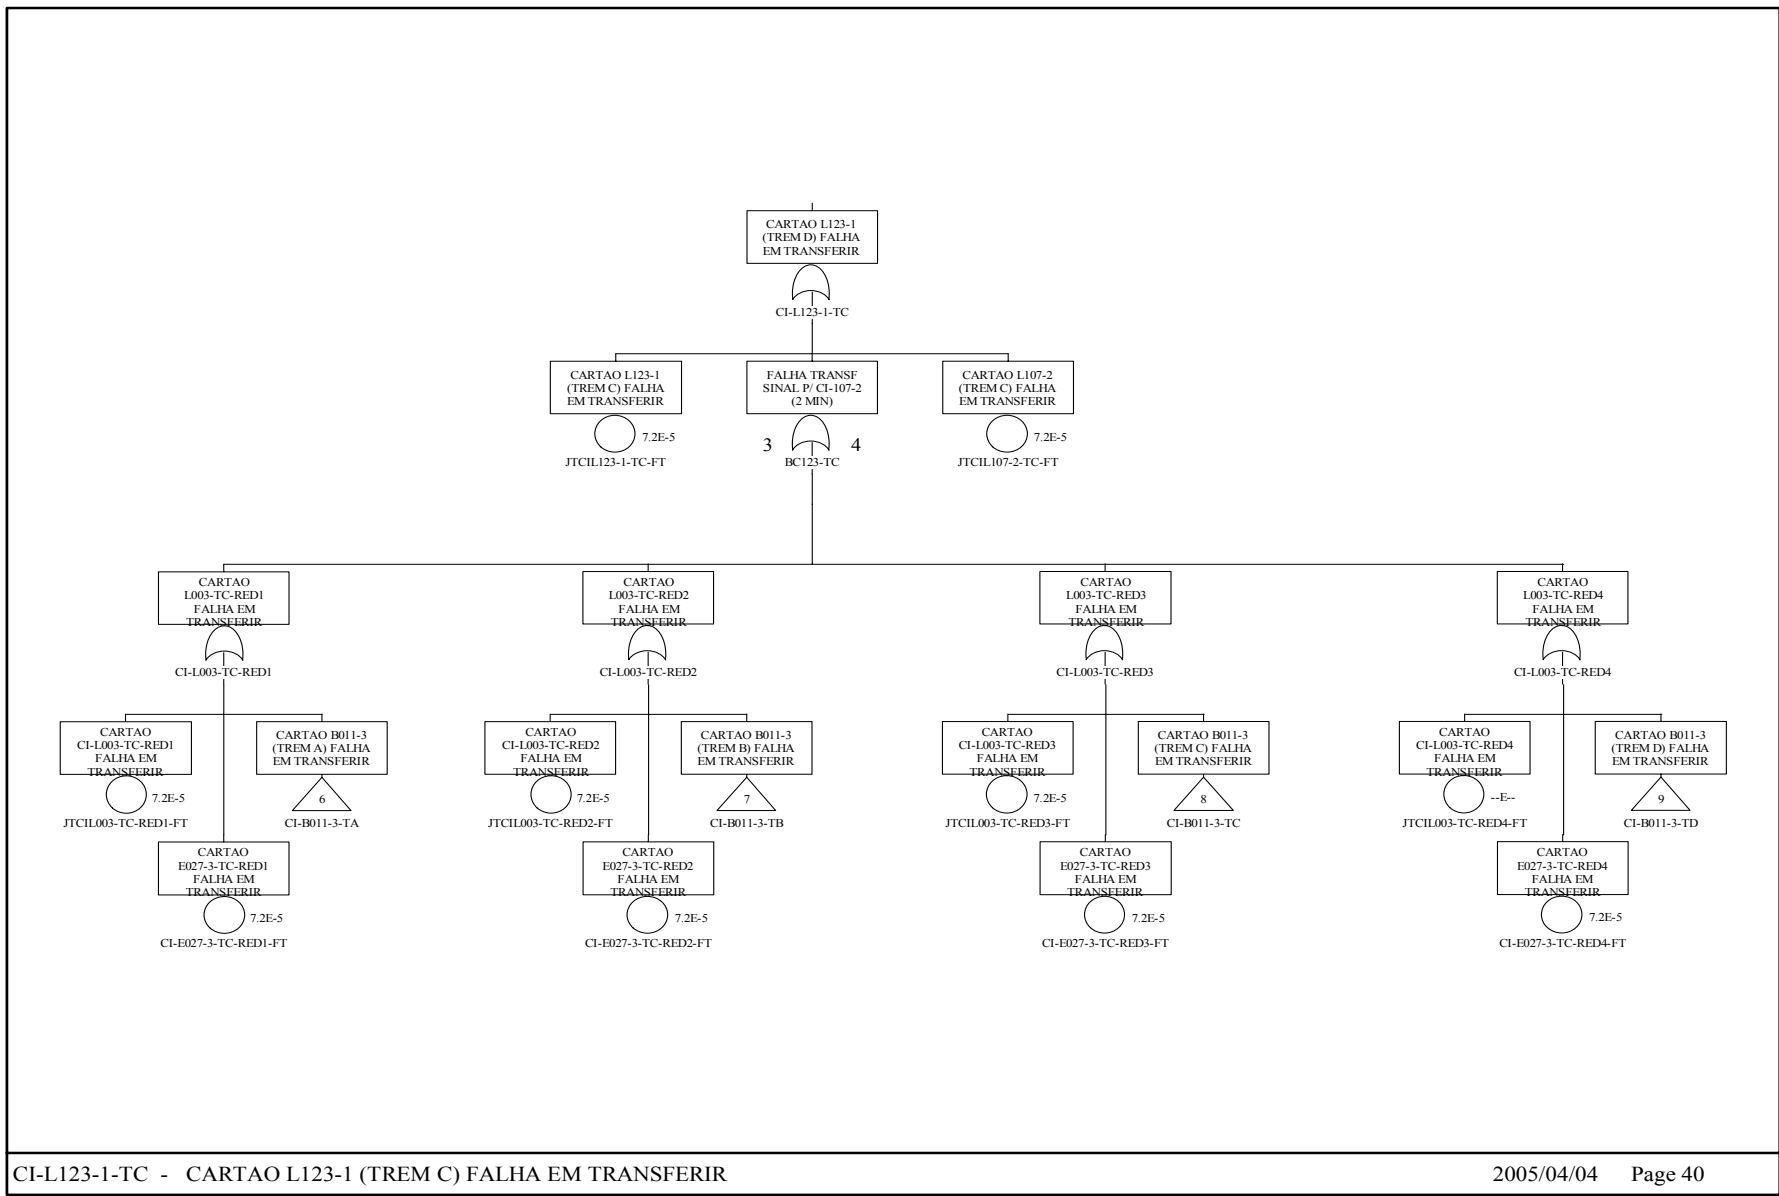 CARTAO L123-1
(TREM D) FALHA
EM TRANSFERIR
CI-L123-1-TC
CARTAO L123-1
(TREM C) FALHA
EM TRANSFERIR
7.2E-5
JTCIL123-1-TC-FT
FALHA TRANSF
SINAL P/ CI-107-2
(2 MIN)
3 4
BC123-TC
CARTAO L107-2
(TREM C) FALHA
EM TRANSFERIR
7.2E-5
JTCIL107-2-TC-FT
CARTAO
L003-TC-RED1
FALHA EM
TRANSFERIR
CI-L003-TC-RED1
CARTAO
L003-TC-RED2
FALHA EM
TRANSFERIR
CI-L003-TC-RED2
CARTAO
L003-TC-RED3
FALHA EM
TRANSFERIR
CI-L003-TC-RED3
CARTAO
L003-TC-RED4
FALHA EM
TRANSFERIR
CI-L003-TC-RED4
CARTAO
CI-L003-TC-RED1
FALHA EM
TRANSFERIR
7.2E-5
JTCIL003-TC-RED1-FT
CARTAO B011-3
(TREM A) FALHA
EM TRANSFERIR
6
CI-B011-3-TA
CARTAO
CI-L003-TC-RED2
FALHA EM
TRANSFERIR
7.2E-5
JTCIL003-TC-RED2-FT
CARTAO B011-3
(TREM B) FALHA
EM TRANSFERIR
7
CI-B011-3-TB
CARTAO
CI-L003-TC-RED3
FALHA EM
TRANSFERIR
7.2E-5
JTCIL003-TC-RED3-FT
CARTAO B011-3
(TREM C) FALHA
EM TRANSFERIR
8
CI-B011-3-TC
CARTAO
CI-L003-TC-RED4
FALHA EM
TRANSFERIR
--E--
JTCIL003-TC-RED4-FT
CARTAO B011-3
(TREM D) FALHA
EM TRANSFERIR
9
CI-B011-3-TD
CARTAO
E027-3-TC-RED1
FALHA EM
TRANSFERIR
7.2E-5
CI-E027-3-TC-RED1-FT
CARTAO
E027-3-TC-RED2
FALHA EM
TRANSFERIR
7.2E-5
CI-E027-3-TC-RED2-FT
CARTAO
E027-3-TC-RED3
FALHA EM
TRANSFERIR
7.2E-5
CI-E027-3-TC-RED3-FT
CARTAO
E027-3-TC-RED4
FALHA EM
TRANSFERIR
7.2E-5
CI-E027-3-TC-RED4-FT
CI-L123-1-TC - CARTAO L123-1 (TREM C) FALHA EM TRANSFERIR 2005/04/04 Page 40